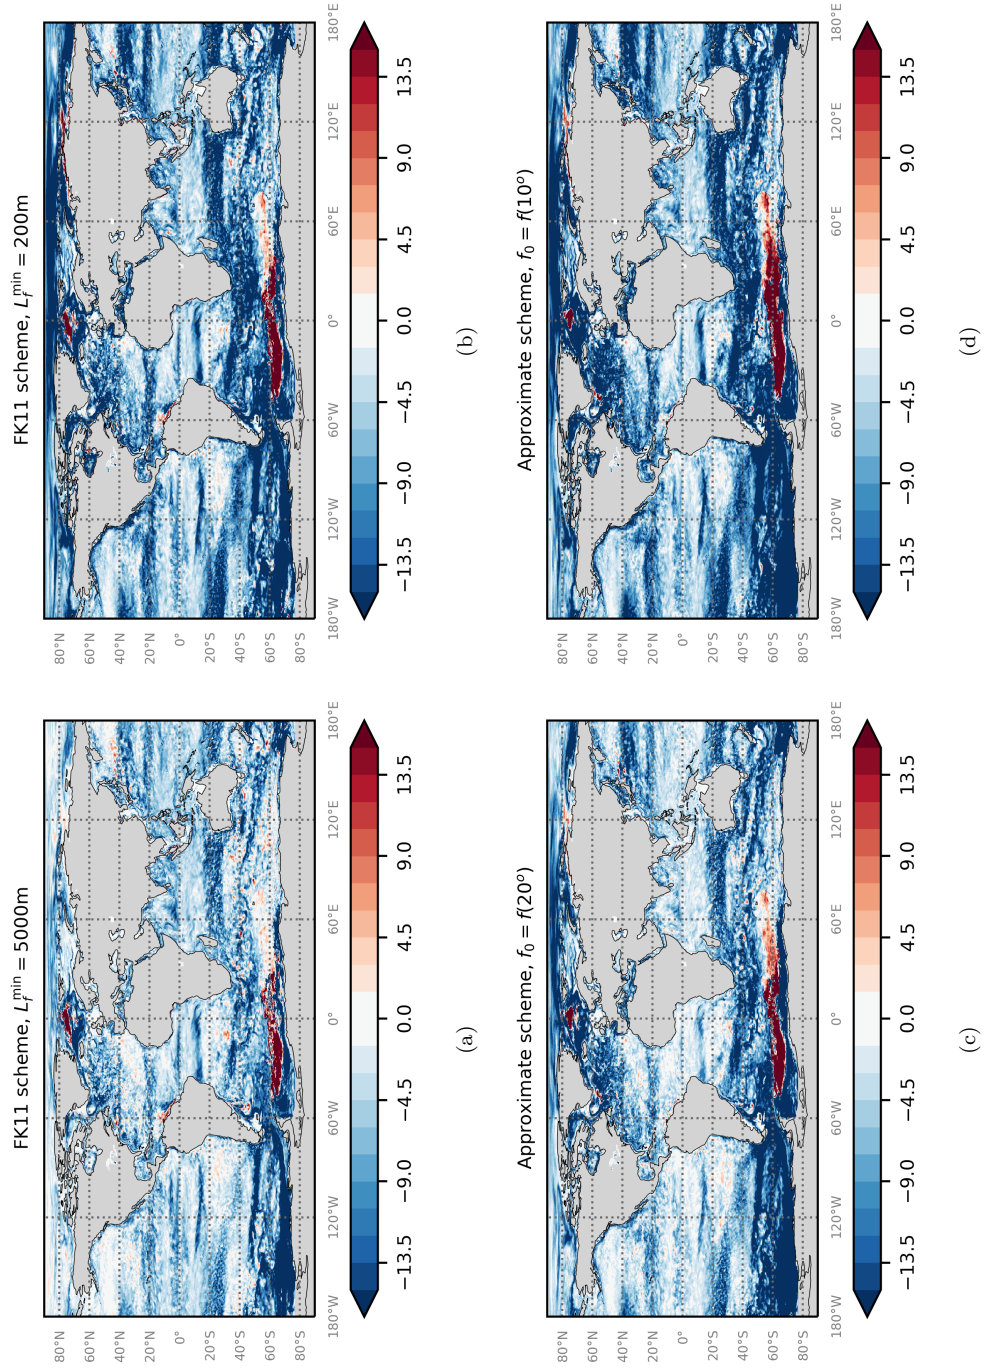 FK11 scheme, L_f^min = 5000m
80°N
60°N
40°N
20°N
0°
20°S
40°S
60°S
80°S
180°W 120°W 60°W 0° 60°E 120°E 180°E
−13.5 −9.0 −4.5 0.0 4.5 9.0 13.5
(a)
FK11 scheme, L_f^min = 200m
80°N
60°N
40°N
20°N
0°
20°S
40°S
60°S
80°S
180°W 120°W 60°W 0° 60°E 120°E 180°E
−13.5 −9.0 −4.5 0.0 4.5 9.0 13.5
(b)
Approximate scheme, f₀ = f(20°)
80°N
60°N
40°N
20°N
0°
20°S
40°S
60°S
80°S
180°W 120°W 60°W 0° 60°E 120°E 180°E
−13.5 −9.0 −4.5 0.0 4.5 9.0 13.5
(c)
Approximate scheme, f₀ = f(10°)
80°N
60°N
40°N
20°N
0°
20°S
40°S
60°S
80°S
180°W 120°W 60°W 0° 60°E 120°E 180°E
−13.5 −9.0 −4.5 0.0 4.5 9.0 13.5
(d)